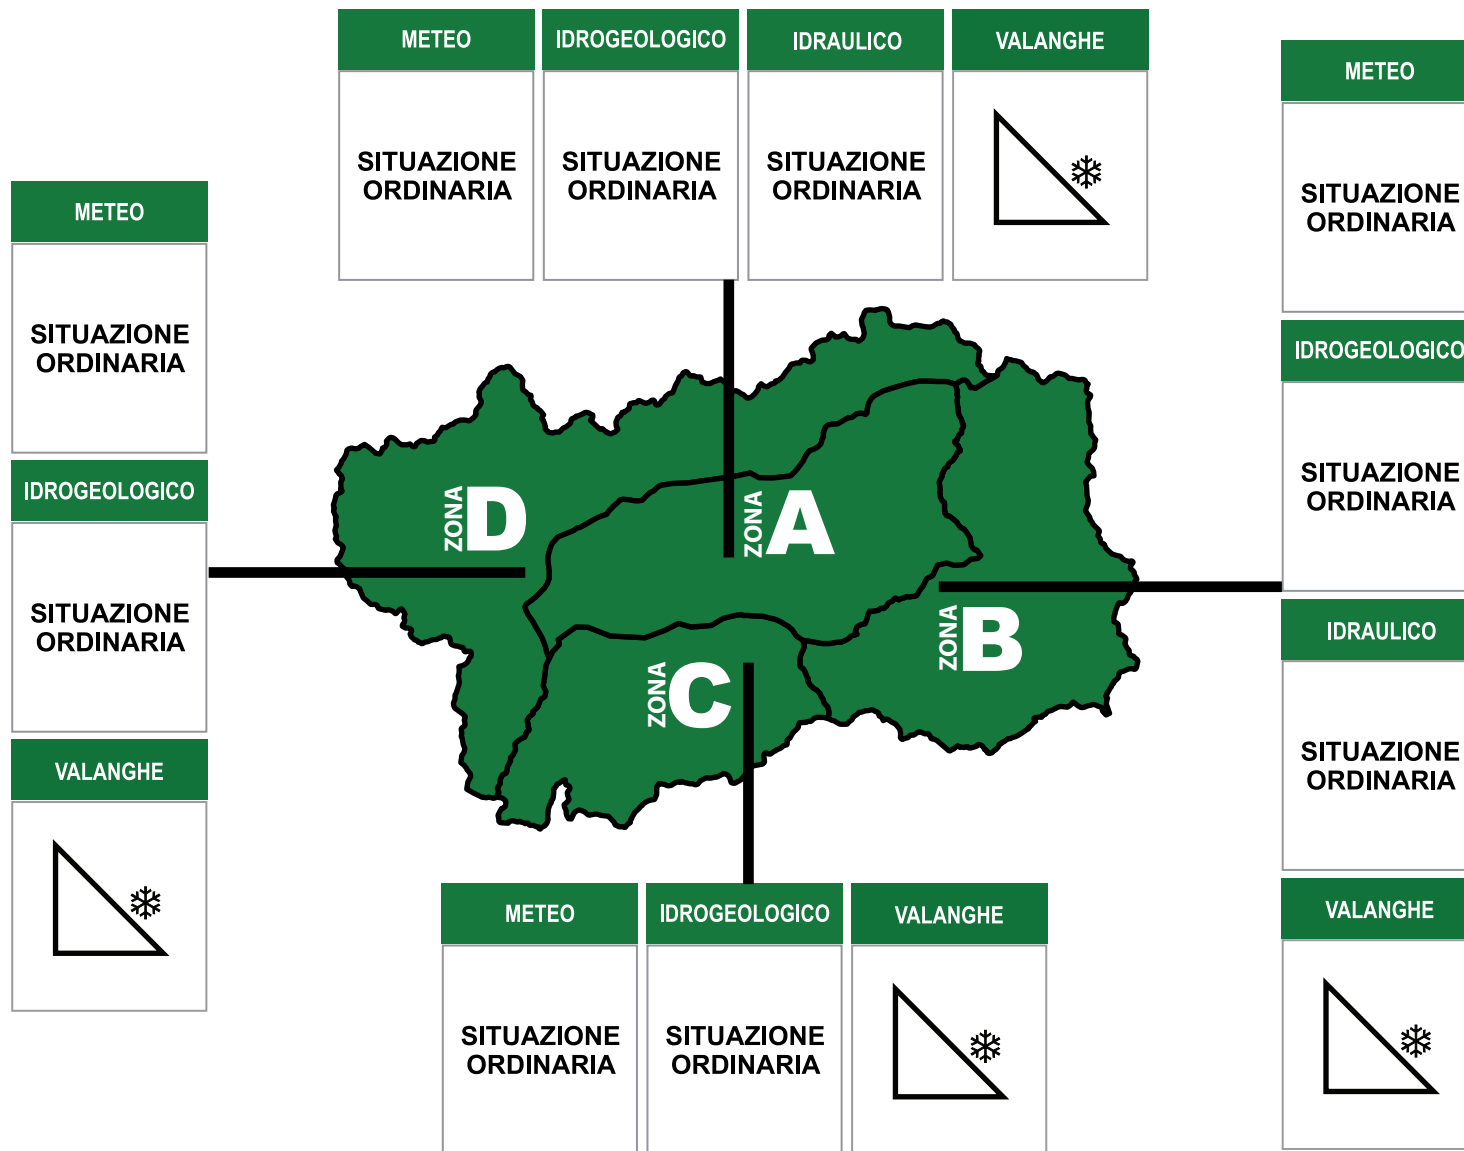 METEO
IDROGEOLOGICO
IDRAULICO
VALANGHE
SITUAZIONE
ORDINARIA
SITUAZIONE
ORDINARIA
SITUAZIONE
ORDINARIA
METEO
SITUAZIONE
ORDINARIA
IDROGEOLOGICO
SITUAZIONE
ORDINARIA
VALANGHE
ZONA D
ZONA A
ZONA B
ZONA C
METEO
SITUAZIONE
ORDINARIA
IDROGEOLOGICO
SITUAZIONE
ORDINARIA
IDRAULICO
SITUAZIONE
ORDINARIA
VALANGHE
METEO
IDROGEOLOGICO
VALANGHE
SITUAZIONE
ORDINARIA
SITUAZIONE
ORDINARIA